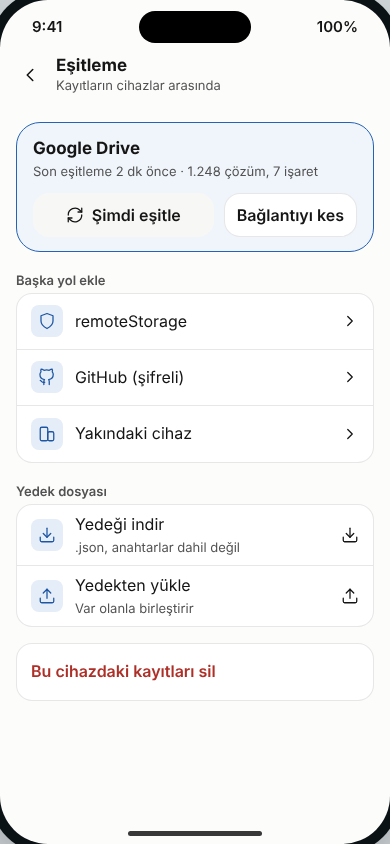 9:41
100%
Eşitleme
Kayıtların cihazlar arasında
Google Drive
Son eşitleme 2 dk önce · 1.248 çözüm, 7 işaret
Şimdi eşitle
Bağlantıyı kes
Başka yol ekle
remoteStorage
GitHub (şifreli)
Yakındaki cihaz
Yedek dosyası
Yedeği indir
.json, anahtarlar dahil değil
Yedekten yükle
Var olanla birleştirir
Bu cihazdaki kayıtları sil